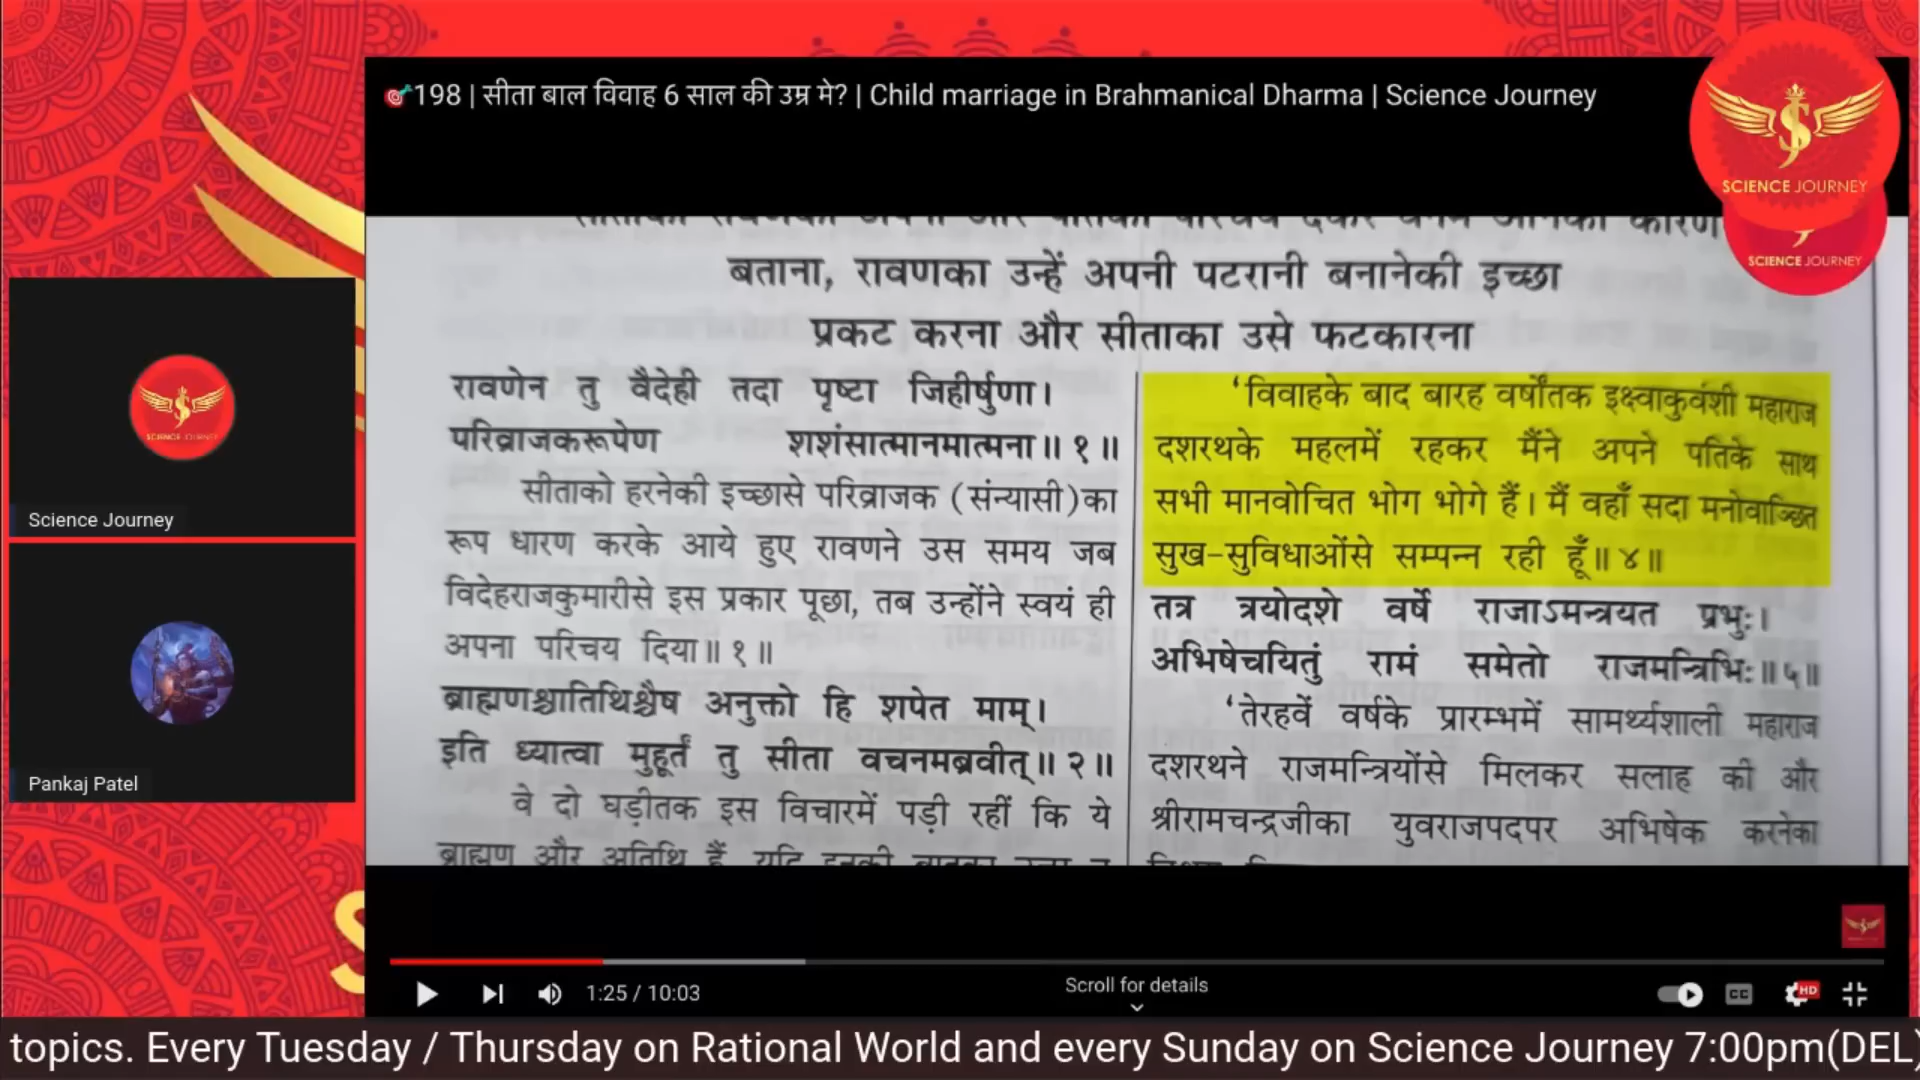 198 | सीता बाल विवाह 6 साल की उम्र मे? | Child marriage in Brahmanical Dharma | Science Journey
SCIENCE JOURNEY
SCIENCE JOURNEY
बताना, रावणका उन्हें अपनी पटरानी बनानेकी इच्छा
प्रकट करना और सीताका उसे फटकारना
रावणेन तु वैदेही तदा पृष्टा जिहीर्षुणा।
परिव्राजकरूपेण शशंसात्मानमात्मना॥ १ ॥
सीताको हरनेकी इच्छासे परिव्राजक (संन्यासी)का
रूप धारण करके आये हुए रावणने उस समय जब
विदेहराजकुमारीसे इस प्रकार पूछा, तब उन्होंने स्वयं ही
अपना परिचय दिया॥ १ ॥
ब्राह्मणश्चातिथिश्चैष अनुक्तो हि शपेत माम्।
इति ध्यात्वा मुहूर्तं तु सीता वचनमब्रवीत्॥ २ ॥
वे दो घड़ीतक इस विचारमें पड़ी रहीं कि ये
ब्राह्मण और अतिथि हैं,
'विवाहके बाद बारह वर्षोंतक इक्ष्वाकुवंशी महाराज
दशरथके महलमें रहकर मैंने अपने पतिके साथ
सभी मानवोचित भोग भोगे हैं। मैं वहाँ सदा मनोवाञ्छित
सुख-सुविधाओंसे सम्पन्न रही हूँ॥ ४ ॥
तत्र त्रयोदशे वर्षे राजाऽमन्त्रयत प्रभुः।
अभिषेचयितुं रामं समेतो राजमन्त्रिभिः॥ ५ ॥
'तेरहवें वर्षके प्रारम्भमें सामर्थ्यशाली महाराज
दशरथने राजमन्त्रियोंसे मिलकर सलाह की और
श्रीरामचन्द्रजीका युवराजपदपर अभिषेक करनेका
SCIENCE JOURNEY
Science Journey
Pankaj Patel
1:25 / 10:03
Scroll for details
CC
HD
topics. Every Tuesday / Thursday on Rational World and every Sunday on Science Journey 7:00pm(DEL)